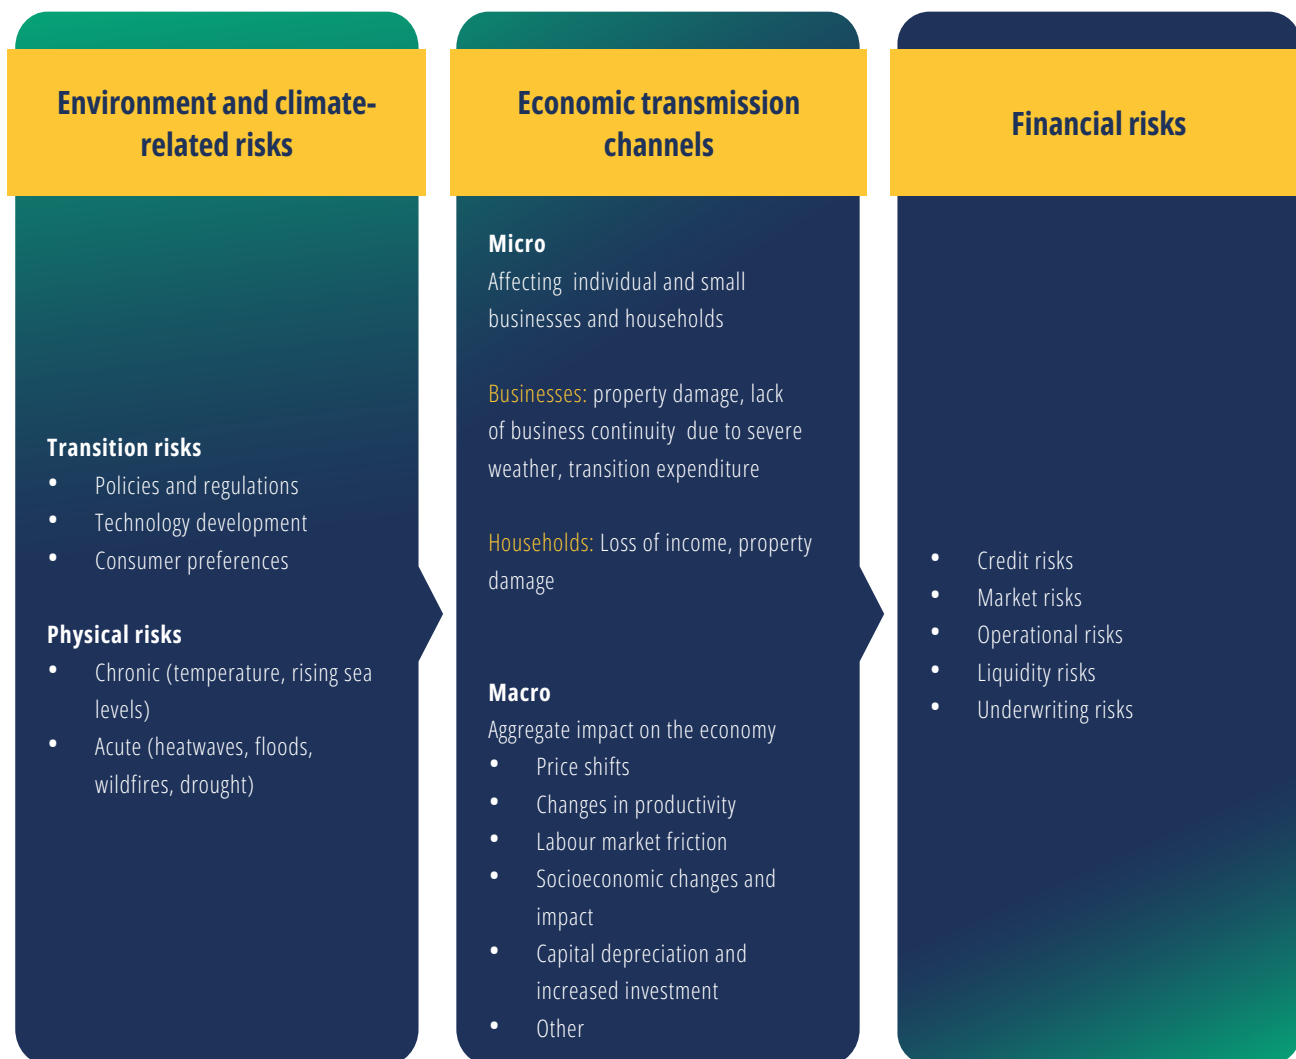 Environment and climate-
related risks
Transition risks
• Policies and regulations
• Technology development
• Consumer preferences
Physical risks
• Chronic (temperature, rising sea
levels)
• Acute (heatwaves, floods,
wildfires, drought)
Economic transmission
channels
Micro
Affecting individual and small
businesses and households
Businesses: property damage, lack
of business continuity due to severe
weather, transition expenditure
Households: Loss of income, property
damage
Macro
Aggregate impact on the economy
• Price shifts
• Changes in productivity
• Labour market friction
• Socioeconomic changes and
impact
• Capital depreciation and
increased investment
• Other
Financial risks
• Credit risks
• Market risks
• Operational risks
• Liquidity risks
• Underwriting risks